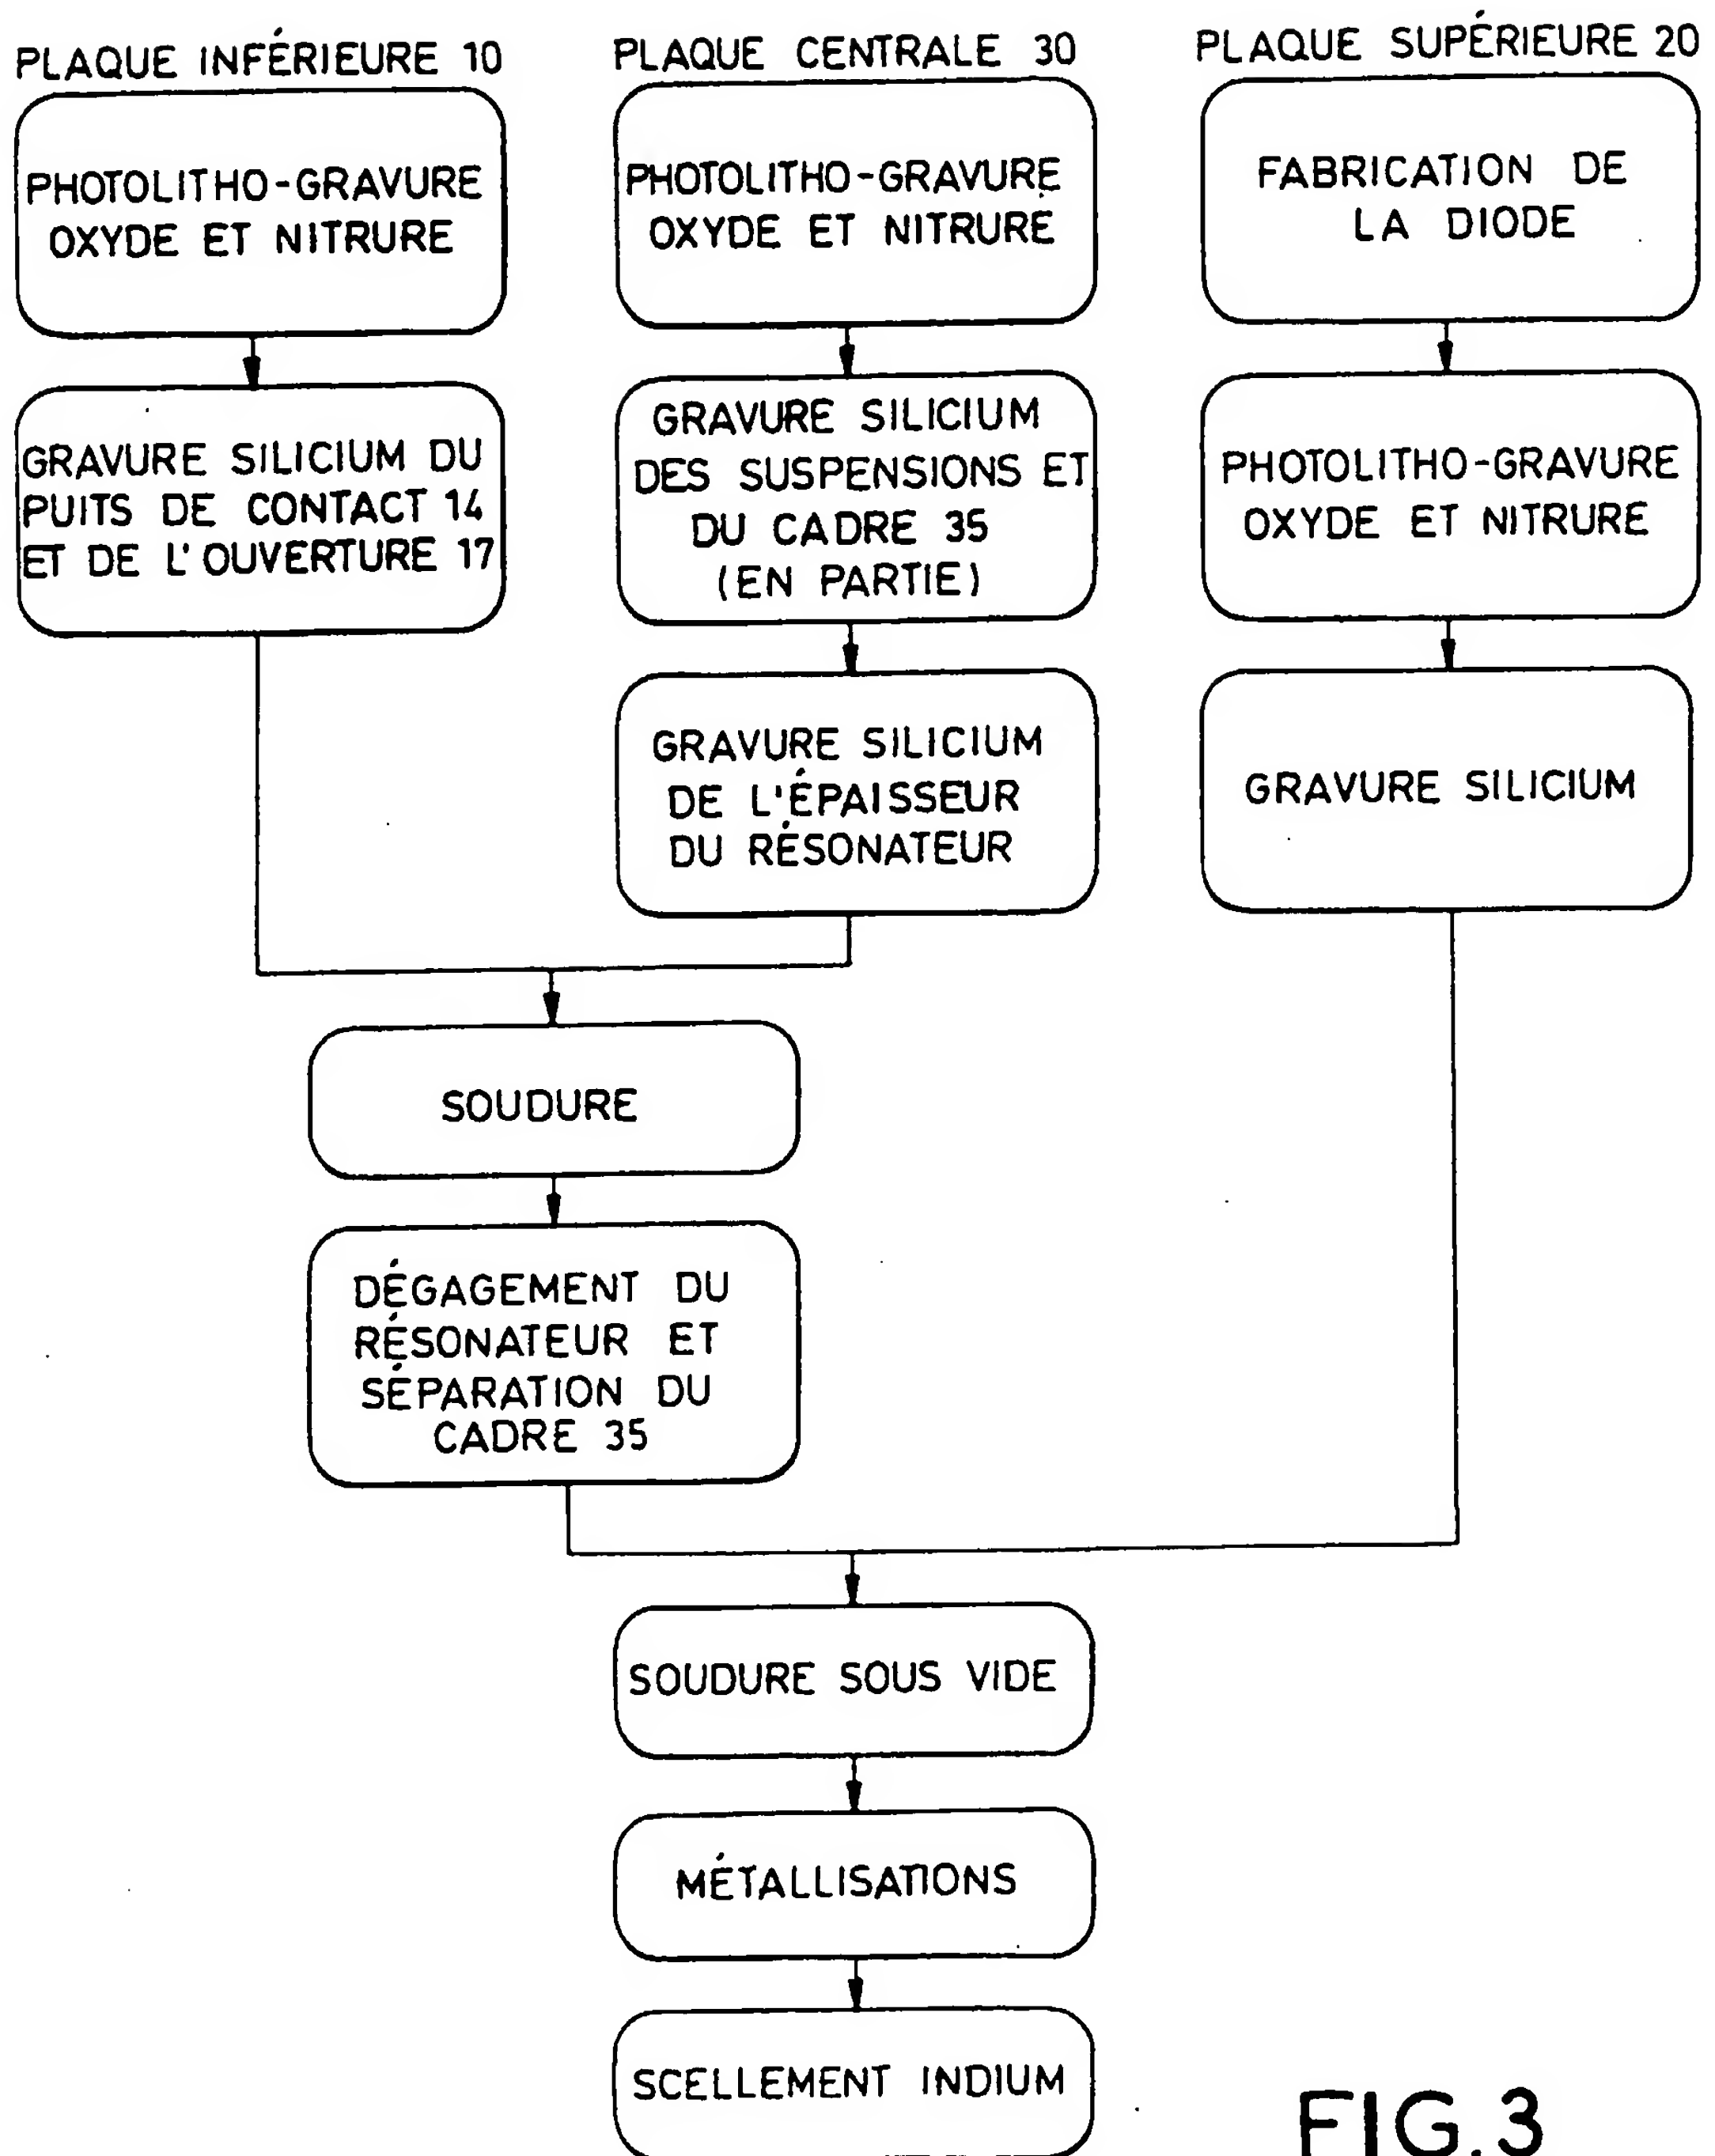 PLAQUE INFÉRIEURE 10
PHOTOLITHO-GRAVURE
OXYDE ET NITRURE
GRAVURE SILICIUM DU
PUITS DE CONTACT 14
ET DE L'OUVERTURE 17
PLAQUE CENTRALE 30
PHOTOLITHO-GRAVURE
OXYDE ET NITRURE
GRAVURE SILICIUM
DES SUSPENSIONS ET
DU CADRE 35
(EN PARTIE)
GRAVURE SILICIUM
DE L'ÉPAISSEUR
DU RÉSONATEUR
PLAQUE SUPÉRIEURE 20
FABRICATION DE
LA DIODE
PHOTOLITHO-GRAVURE
OXYDE ET NITRURE
GRAVURE SILICIUM
SOUDURE
DÉGAGEMENT DU
RÉSONATEUR ET
SÉPARATION DU
CADRE 35
SOUDURE SOUS VIDE
MÉTALLISATIONS
SCELLEMENT INDIUM
FIG.3